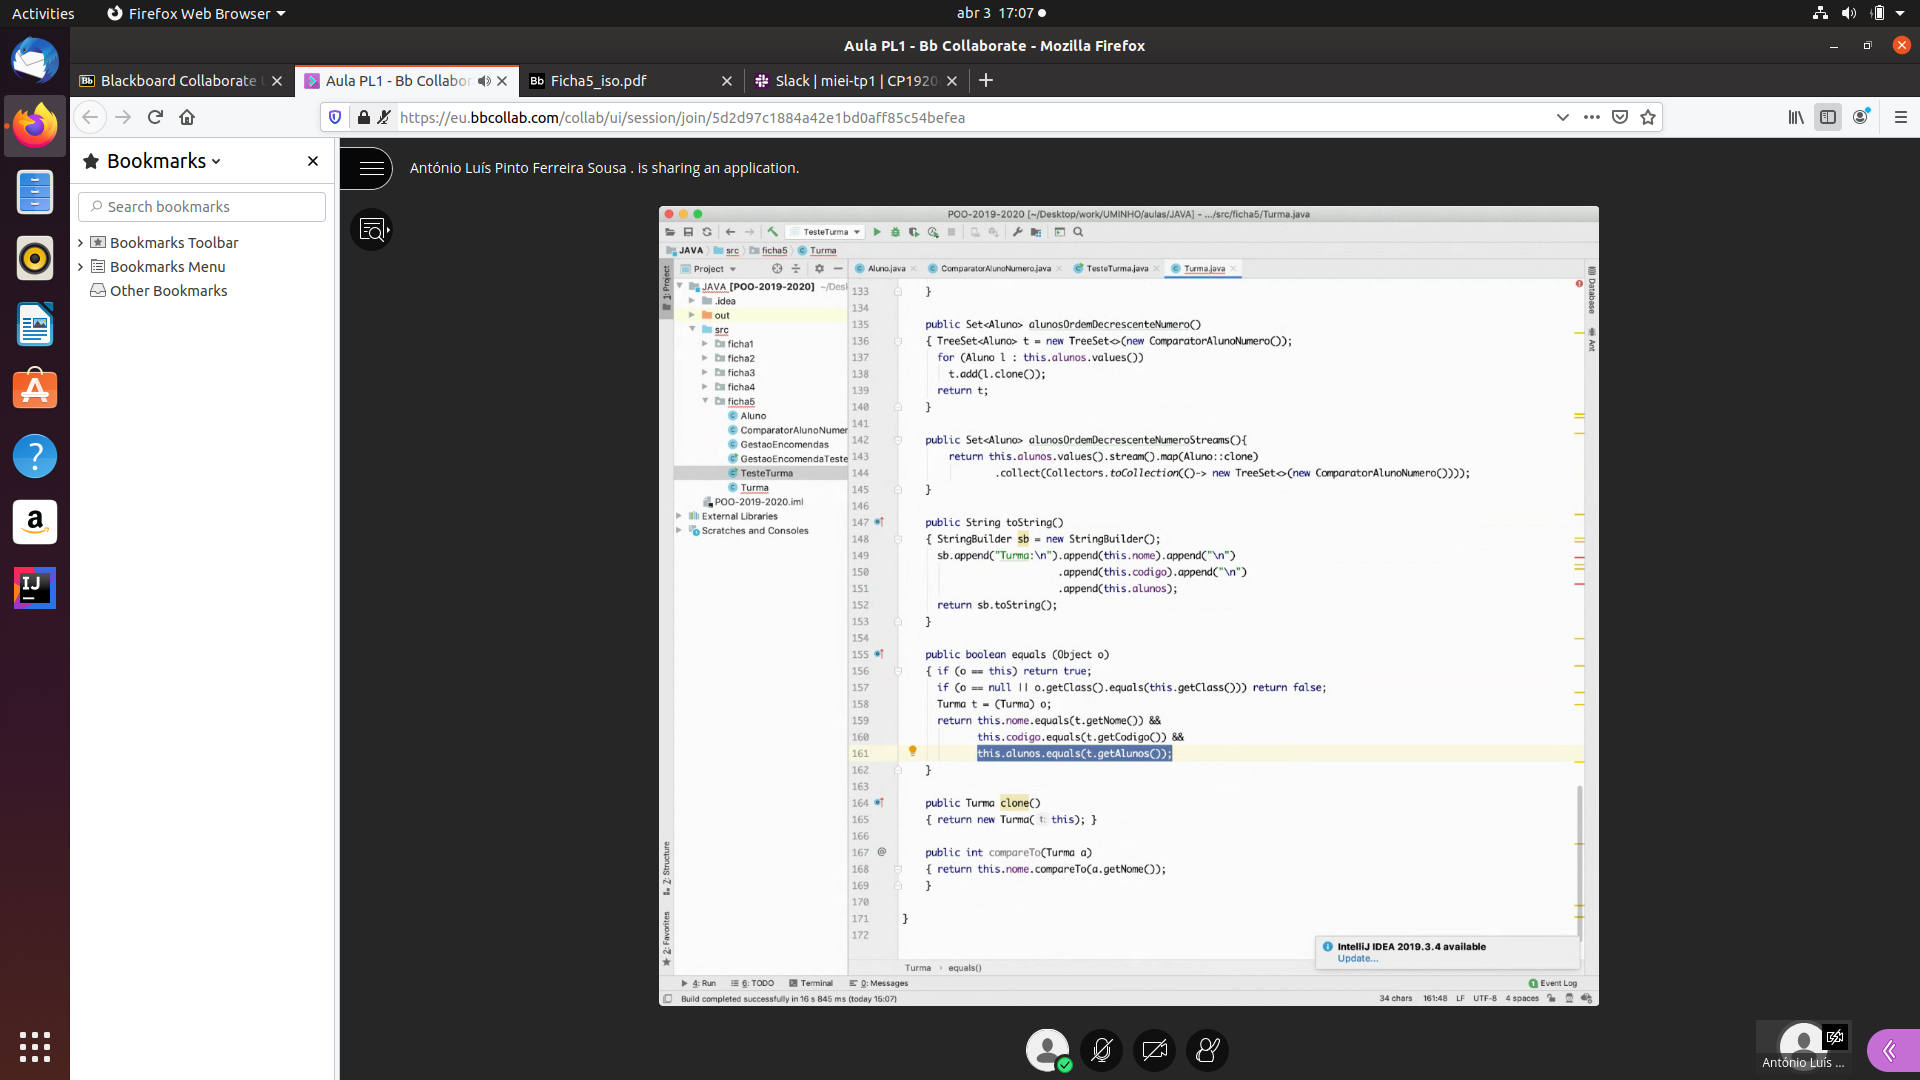 Activities
Firefox Web Browser
abr 3 17:07
Aula PL1 - Bb Collaborate - Mozilla Firefox
Blackboard Collaborate
Aula PL1 - Bb Collabor
Bb Ficha5_iso.pdf
Slack | miei-tp1 | CP1920
https://eu.bbcollab.com/collab/ui/session/join/5d2d97c1884a42e1bd0aff85c54befea
Bookmarks
Search bookmarks
Bookmarks Toolbar
Bookmarks Menu
Other Bookmarks
António Luís Pinto Ferreira Sousa . is sharing an application.
POO-2019-2020 [~/Desktop/work/UMINHO/aulas/JAVA] - .../src/ficha5/Turma.java
TesteTurma
JAVA src ficha5 Turma
1: Project
Project
JAVA [POO-2019-2020] ~/Desl
.idea
out
src
ficha1
ficha2
ficha3
ficha4
ficha5
Aluno
ComparatorAlunoNumer
GestaoEncomendas
GestaoEncomendaTeste
TesteTurma
Turma
POO-2019-2020.iml
External Libraries
Scratches and Consoles
7: Structure
2: Favorites
Aluno.java
ComparatorAlunoNumero.java
TesteTurma.java
Turma.java
133 }
134
135 public Set<Aluno> alunosOrdemDecrescenteNumero()
136 { TreeSet<Aluno> t = new TreeSet<>(new ComparatorAlunoNumero());
137 for (Aluno l : this.alunos.values())
138 t.add(l.clone());
139 return t;
140 }
141
142 public Set<Aluno> alunosOrdemDecrescenteNumeroStreams(){
143 return this.alunos.values().stream().map(Aluno::clone)
144 .collect(Collectors.toCollection(()-> new TreeSet<>(new ComparatorAlunoNumero())));
145 }
146
147 public String toString()
148 { StringBuilder sb = new StringBuilder();
149 sb.append("Turma:\n").append(this.nome).append("\n")
150 .append(this.codigo).append("\n")
151 .append(this.alunos);
152 return sb.toString();
153 }
154
155 public boolean equals (Object o)
156 { if (o == this) return true;
157 if (o == null || o.getClass().equals(this.getClass())) return false;
158 Turma t = (Turma) o;
159 return this.nome.equals(t.getNome()) &&
160 this.codigo.equals(t.getCodigo()) &&
161 this.alunos.equals(t.getAlunos());
162 }
163
164 public Turma clone()
165 { return new Turma( t: this); }
166
167 @ public int compareTo(Turma a)
168 { return this.nome.compareTo(a.getNome());
169 }
170
171 }
172
Database
Ant
IntelliJ IDEA 2019.3.4 available
Update...
Turma › equals()
4: Run
6: TODO
Terminal
0: Messages
1 Event Log
Build completed successfully in 16 s 845 ms (today 15:07)
34 chars 161:48 LF UTF-8 4 spaces
António Luís ...